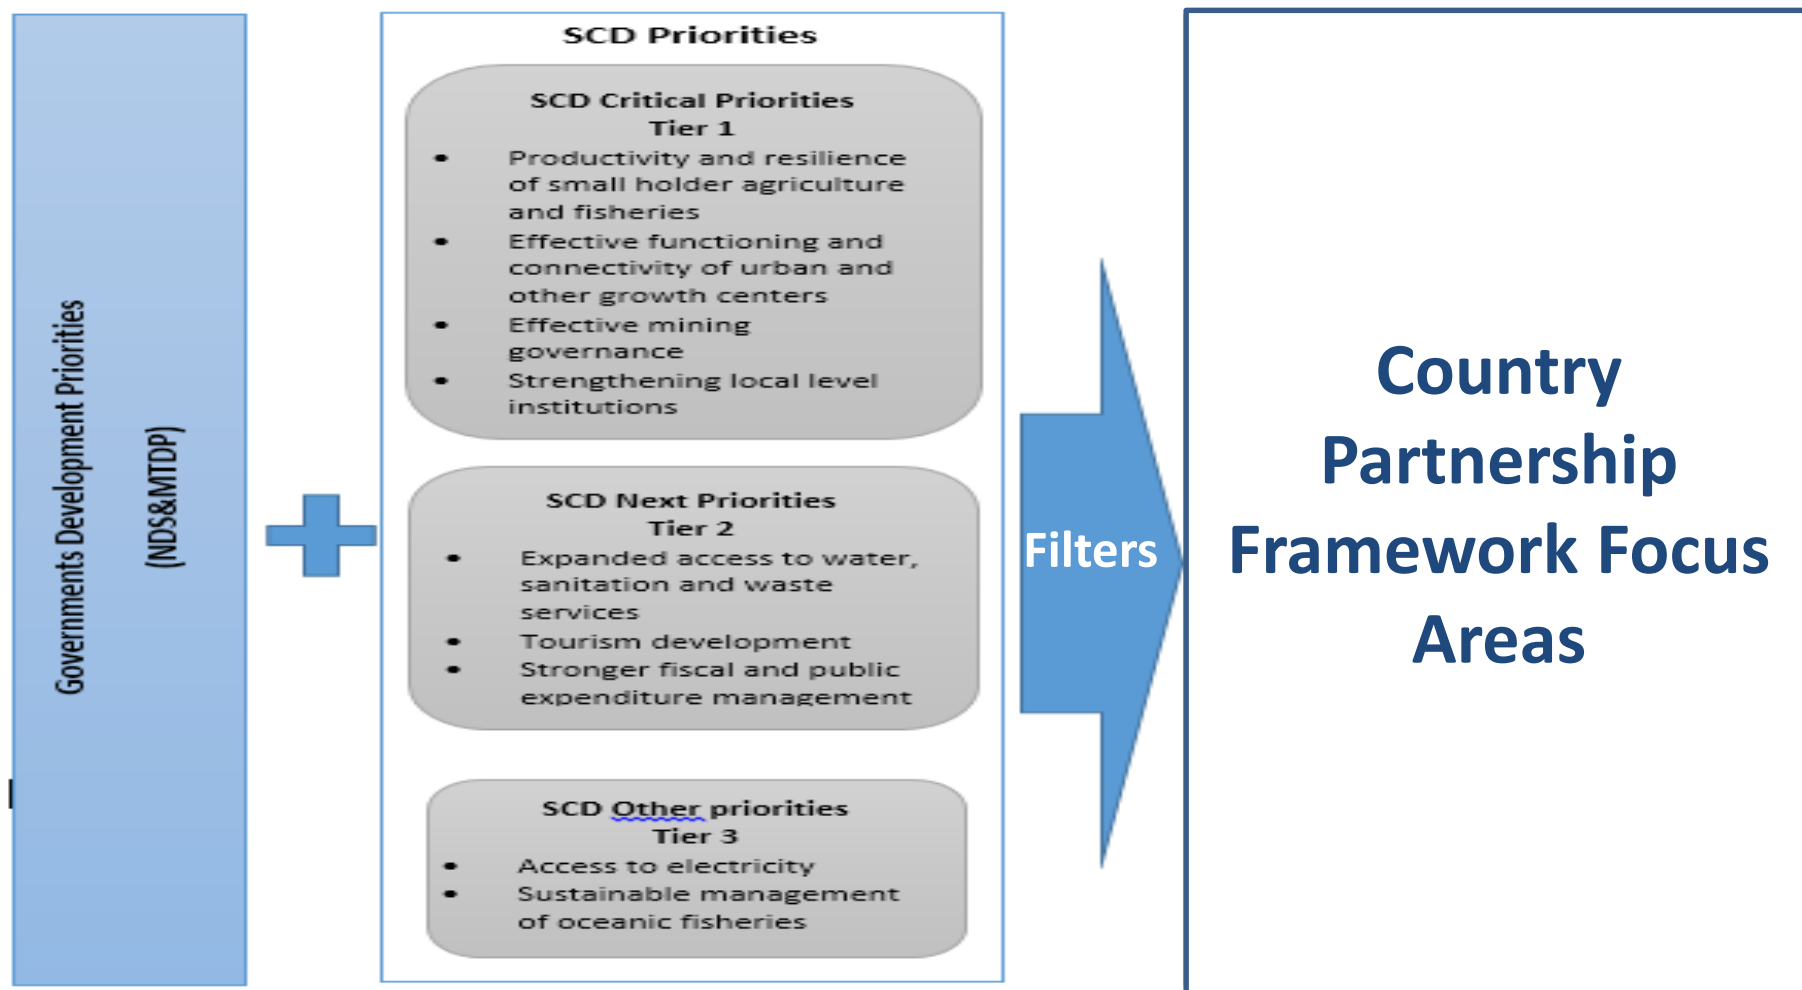 Governments Development Priorities
(NDS&MTDP)
SCD Priorities
SCD Critical Priorities
Tier 1
• Productivity and resilience
of small holder agriculture
and fisheries
• Effective functioning and
connectivity of urban and
other growth centers
• Effective mining
governance
• Strengthening local level
institutions
SCD Next Priorities
Tier 2
• Expanded access to water,
sanitation and waste
services
• Tourism development
• Stronger fiscal and public
expenditure management
SCD Other priorities
Tier 3
• Access to electricity
• Sustainable management
of oceanic fisheries
Filters
Country
Partnership
Framework Focus
Areas